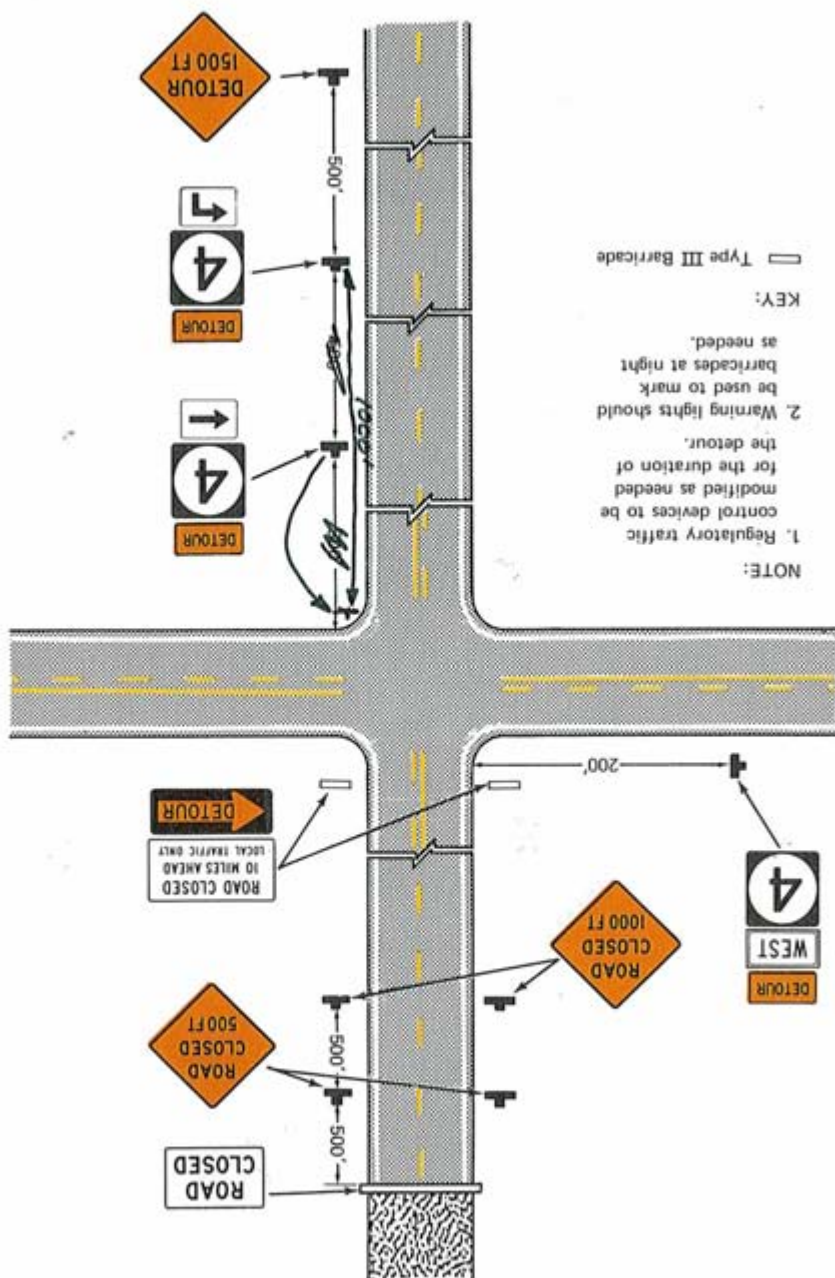 ROAD
CLOSED
500'
ROAD
CLOSED
500 FT
500'
ROAD
CLOSED
1000 FT
DETOUR
WEST
4
200'
ROAD CLOSED
10 MILES AHEAD
LOCAL TRAFFIC ONLY
DETOUR
NOTE:
1. Regulatory traffic
control devices to be
modified as needed
for the duration of
the detour.
2. Warning lights should
be used to mark
barricades at night
as needed.
KEY:
Type III Barricade
DETOUR
4
DETOUR
4
500'
DETOUR
1500 FT